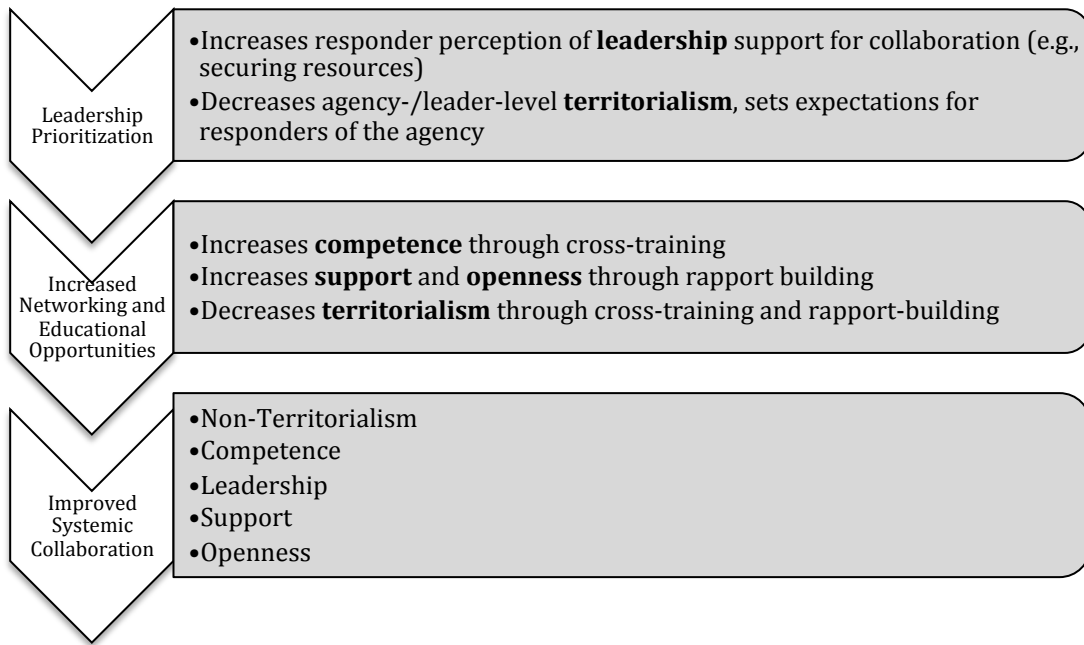 Leadership
Prioritization
•Increases responder perception of leadership support for collaboration (e.g.,
securing resources)
•Decreases agency-/leader-level territorialism, sets expectations for
responders of the agency
Increased
Networking and
Educational
Opportunities
•Increases competence through cross-training
•Increases support and openness through rapport building
•Decreases territorialism through cross-training and rapport-building
Improved
Systemic
Collaboration
•Non-Territorialism
•Competence
•Leadership
•Support
•Openness